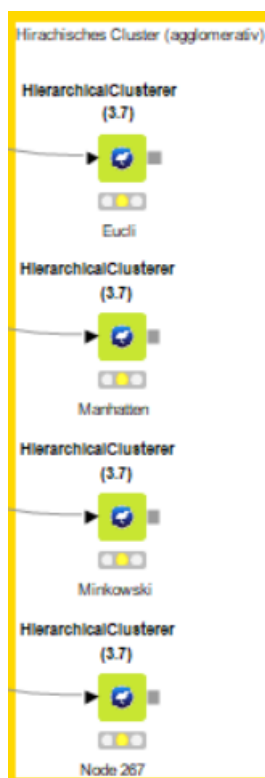 Hirachisches Cluster (agglomerativ)
HierarchicalClusterer
(3.7)
Eucli
HierarchicalClusterer
(3.7)
Manhatten
HierarchicalClusterer
(3.7)
Minkowski
HierarchicalClusterer
(3.7)
Node 267